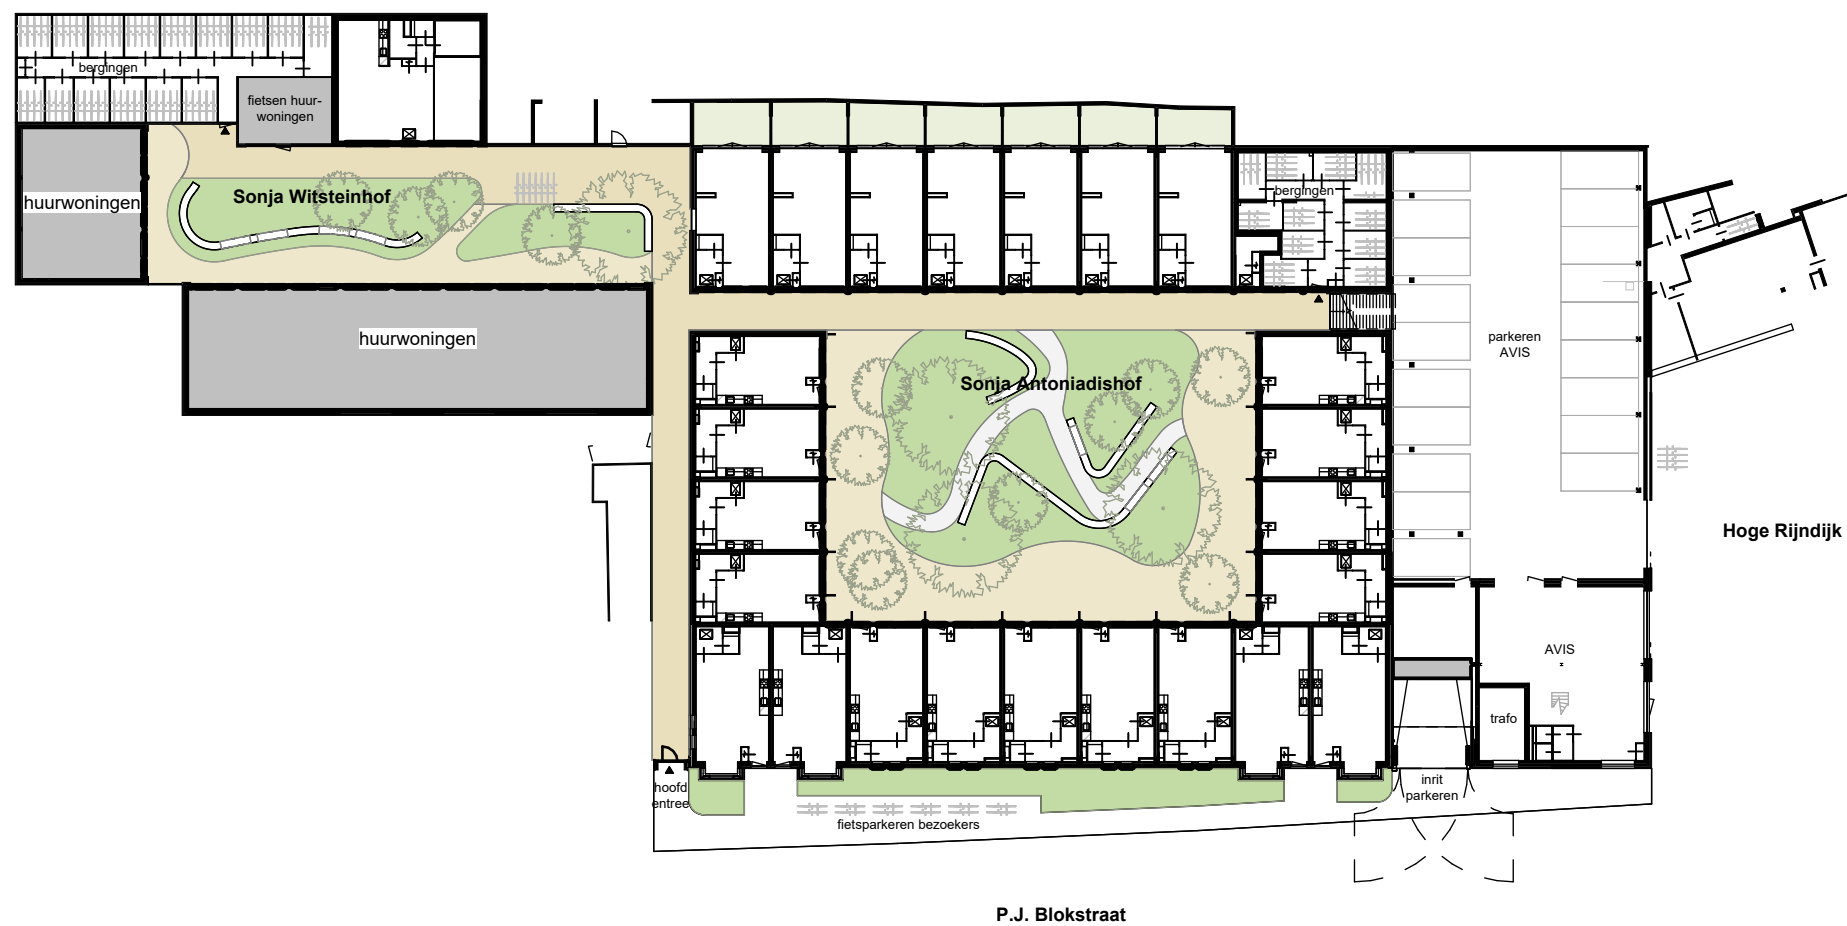 bergingen
fietsen huur-
woningen
huurwoningen
Sonja Witsteinhof
bergingen
huurwoningen
parkeren
AVIS
Sonja Antoniadishof
Hoge Rijndijk
AVIS
trafo
hoofd
entree
inrit
parkeren
fietsparkeren bezoekers
P.J. Blokstraat